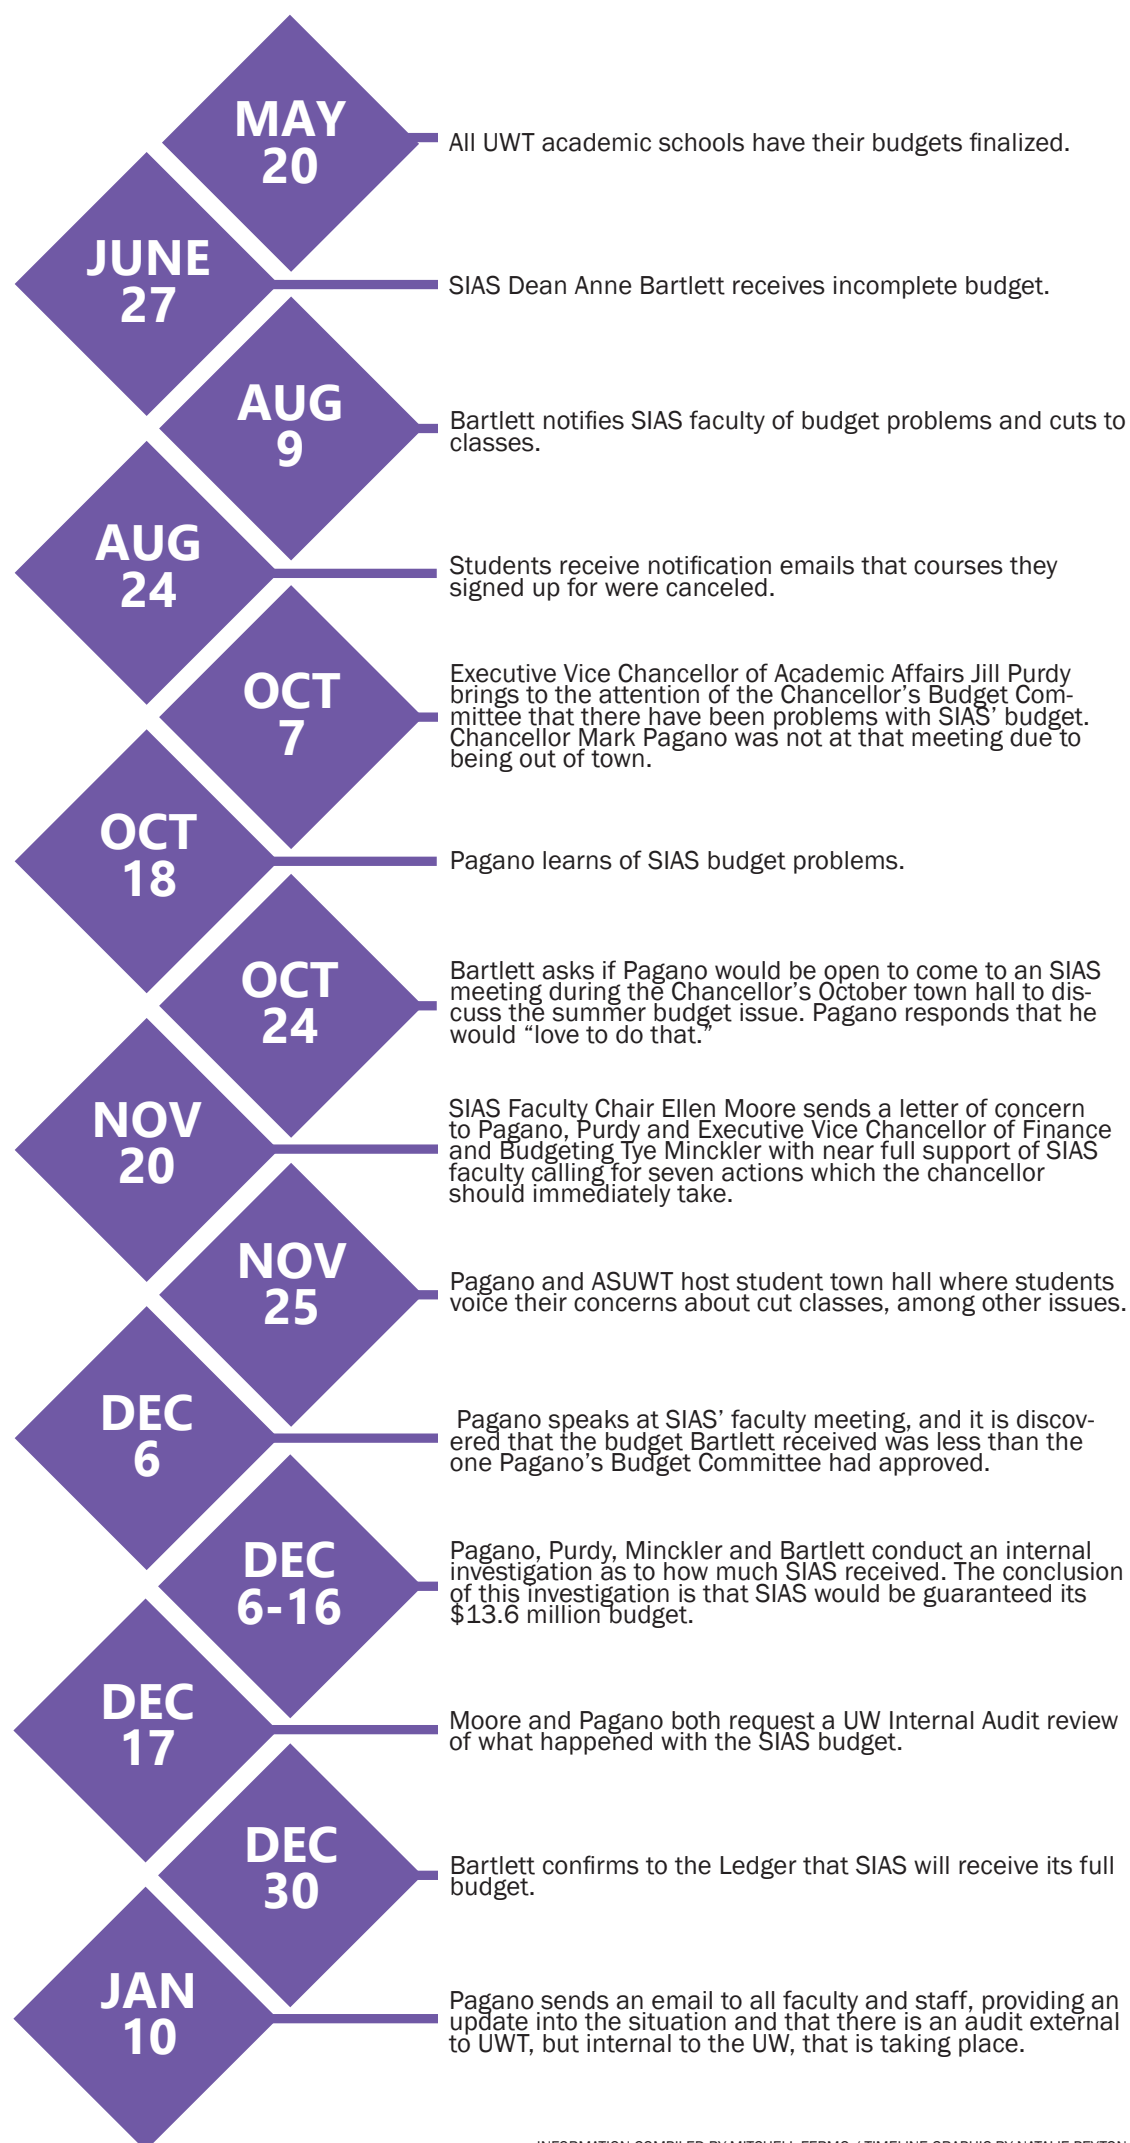 MAY
20
All UWT academic schools have their budgets finalized.
JUNE
27
SIAS Dean Anne Bartlett receives incomplete budget.
AUG
9
Bartlett notifies SIAS faculty of budget problems and cuts to
classes.
AUG
24
Students receive notification emails that courses they
signed up for were canceled.
OCT
7
Executive Vice Chancellor of Academic Affairs Jill Purdy
brings to the attention of the Chancellor’s Budget Com-
mittee that there have been problems with SIAS’ budget.
Chancellor Mark Pagano was not at that meeting due to
being out of town.
OCT
18
Pagano learns of SIAS budget problems.
OCT
24
Bartlett asks if Pagano would be open to come to an SIAS
meeting during the Chancellor’s October town hall to dis-
cuss the summer budget issue. Pagano responds that he
would “love to do that.”
NOV
20
SIAS Faculty Chair Ellen Moore sends a letter of concern
to Pagano, Purdy and Executive Vice Chancellor of Finance
and Budgeting Tye Minckler with near full support of SIAS
faculty calling for seven actions which the chancellor
should immediately take.
NOV
25
Pagano and ASUWT host student town hall where students
voice their concerns about cut classes, among other issues.
DEC
6
Pagano speaks at SIAS’ faculty meeting, and it is discov-
ered that the budget Bartlett received was less than the
one Pagano’s Budget Committee had approved.
DEC
6-16
Pagano, Purdy, Minckler and Bartlett conduct an internal
investigation as to how much SIAS received. The conclusion
of this investigation is that SIAS would be guaranteed its
$13.6 million budget.
DEC
17
Moore and Pagano both request a UW Internal Audit review
of what happened with the SIAS budget.
DEC
30
Bartlett confirms to the Ledger that SIAS will receive its full
budget.
JAN
10
Pagano sends an email to all faculty and staff, providing an
update into the situation and that there is an audit external
to UWT, but internal to the UW, that is taking place.
INFORMATION COMPILED BY MITCHELL FERMO / TIMELINE GRAPHIC BY NATALIE PEYTON